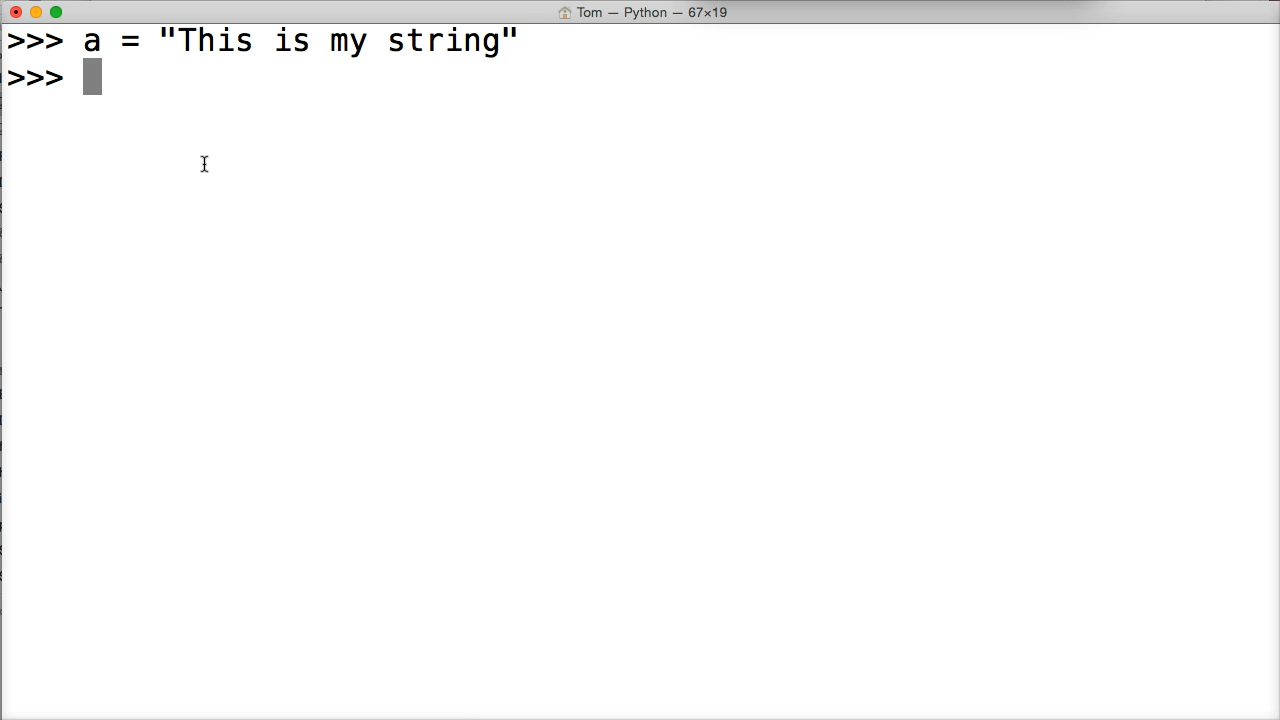 Tom — Python — 67×19
>>> a = "This is my string"
>>>